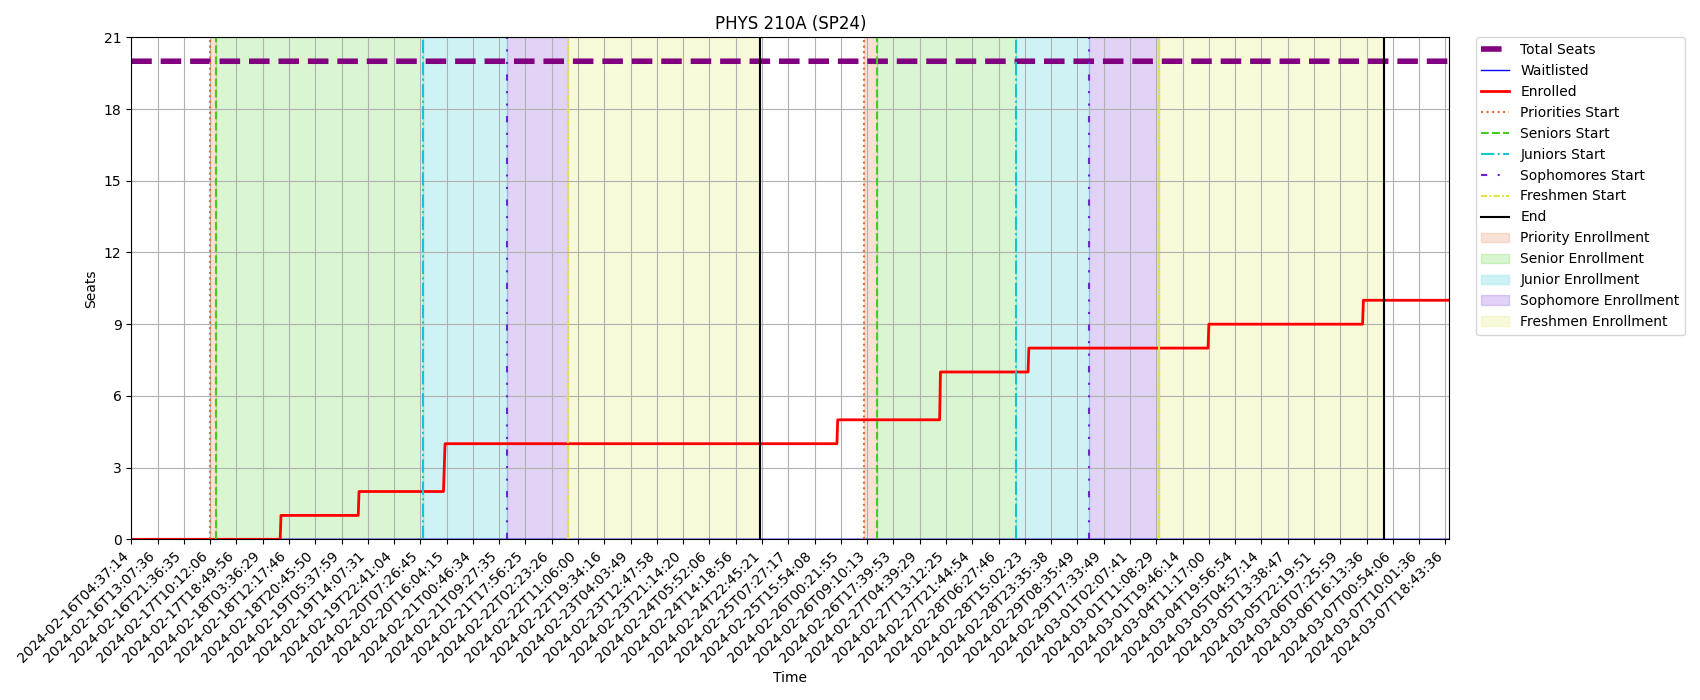 PHYS 210A (SP24)
Seats
21
18
15
12
9
6
3
0
2024-02-16T04:37:14
2024-02-16T13:07:36
2024-02-16T21:36:35
2024-02-17T10:12:06
2024-02-17T18:49:56
2024-02-18T03:36:29
2024-02-18T12:17:46
2024-02-18T20:45:50
2024-02-19T05:37:59
2024-02-19T14:07:31
2024-02-19T22:41:04
2024-02-20T07:26:45
2024-02-20T16:04:15
2024-02-21T00:46:34
2024-02-21T09:27:35
2024-02-21T17:56:25
2024-02-22T02:23:26
2024-02-22T11:06:00
2024-02-22T19:34:16
2024-02-23T04:03:49
2024-02-23T12:47:58
2024-02-23T21:14:20
2024-02-24T05:52:06
2024-02-24T14:18:56
2024-02-24T22:45:21
2024-02-25T07:27:17
2024-02-25T15:54:08
2024-02-26T00:21:55
2024-02-26T09:10:13
2024-02-26T17:39:53
2024-02-27T04:39:29
2024-02-27T13:12:25
2024-02-27T21:44:54
2024-02-28T06:27:46
2024-02-28T15:02:23
2024-02-28T23:35:38
2024-02-29T08:35:49
2024-02-29T17:33:49
2024-03-01T02:07:41
2024-03-01T11:08:29
2024-03-01T19:46:14
2024-03-04T11:17:00
2024-03-04T19:56:54
2024-03-05T04:57:14
2024-03-05T13:38:47
2024-03-05T22:19:51
2024-03-06T07:25:59
2024-03-06T16:13:36
2024-03-07T00:54:06
2024-03-07T10:01:36
2024-03-07T18:43:36
Time
Total Seats
Waitlisted
Enrolled
Priorities Start
Seniors Start
Juniors Start
Sophomores Start
Freshmen Start
End
Priority Enrollment
Senior Enrollment
Junior Enrollment
Sophomore Enrollment
Freshmen Enrollment